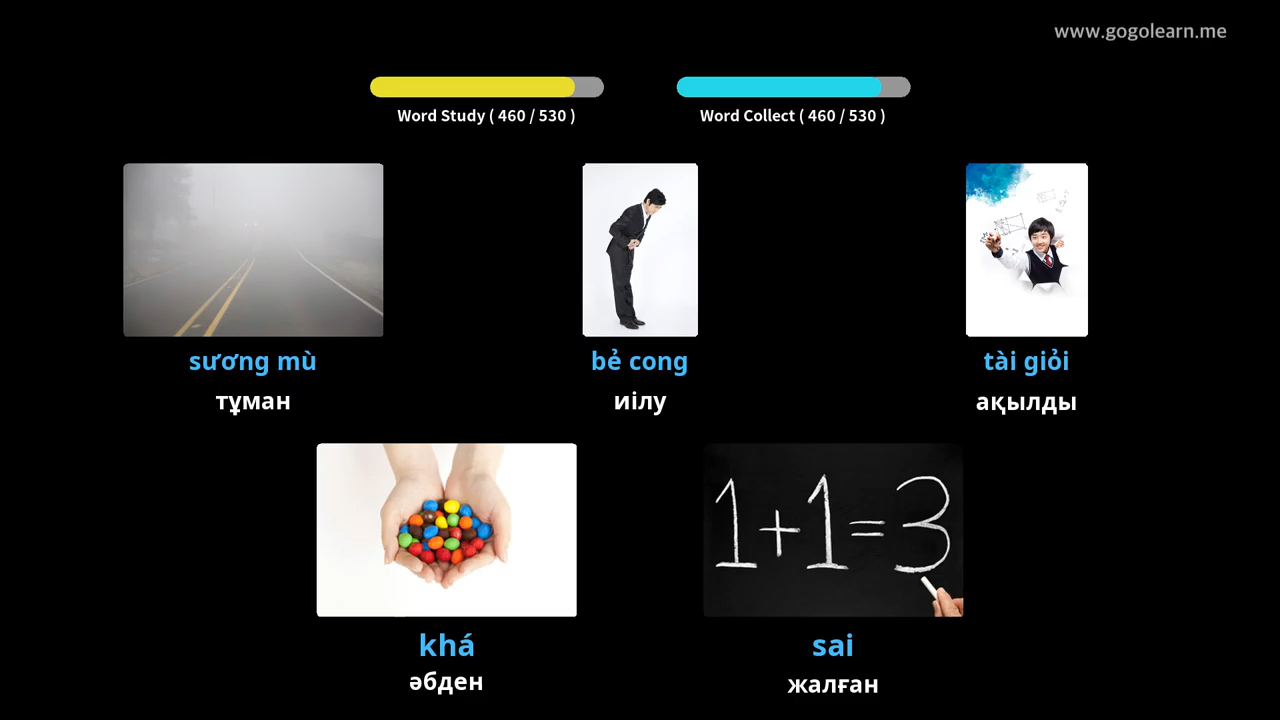 www.gogolearn.me
Word Study ( 460 / 530 )
Word Collect ( 460 / 530 )
sương mù
тұман
bẻ cong
иілу
tài giỏi
ақылды
khá
әбден
1+1=3
sai
жалған